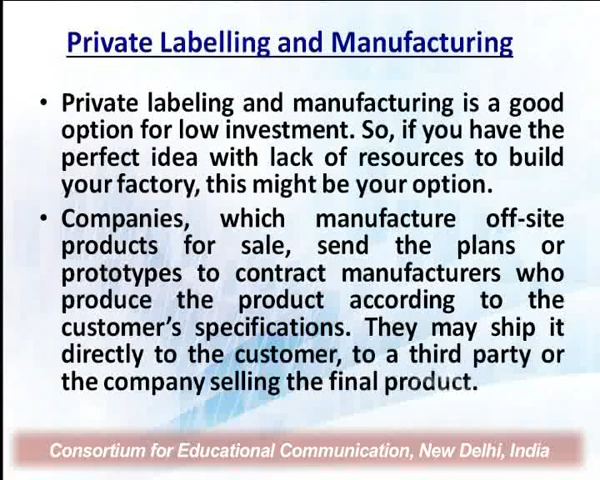 Private Labelling and Manufacturing
• Private labeling and manufacturing is a good
option for low investment. So, if you have the
perfect idea with lack of resources to build
your factory, this might be your option.
• Companies, which manufacture off-site
products for sale, send the plans or
prototypes to contract manufacturers who
produce the product according to the
customer's specifications. They may ship it
directly to the customer, to a third party or
the company selling the final product.
Consortium for Educational Communication, New Delhi, India